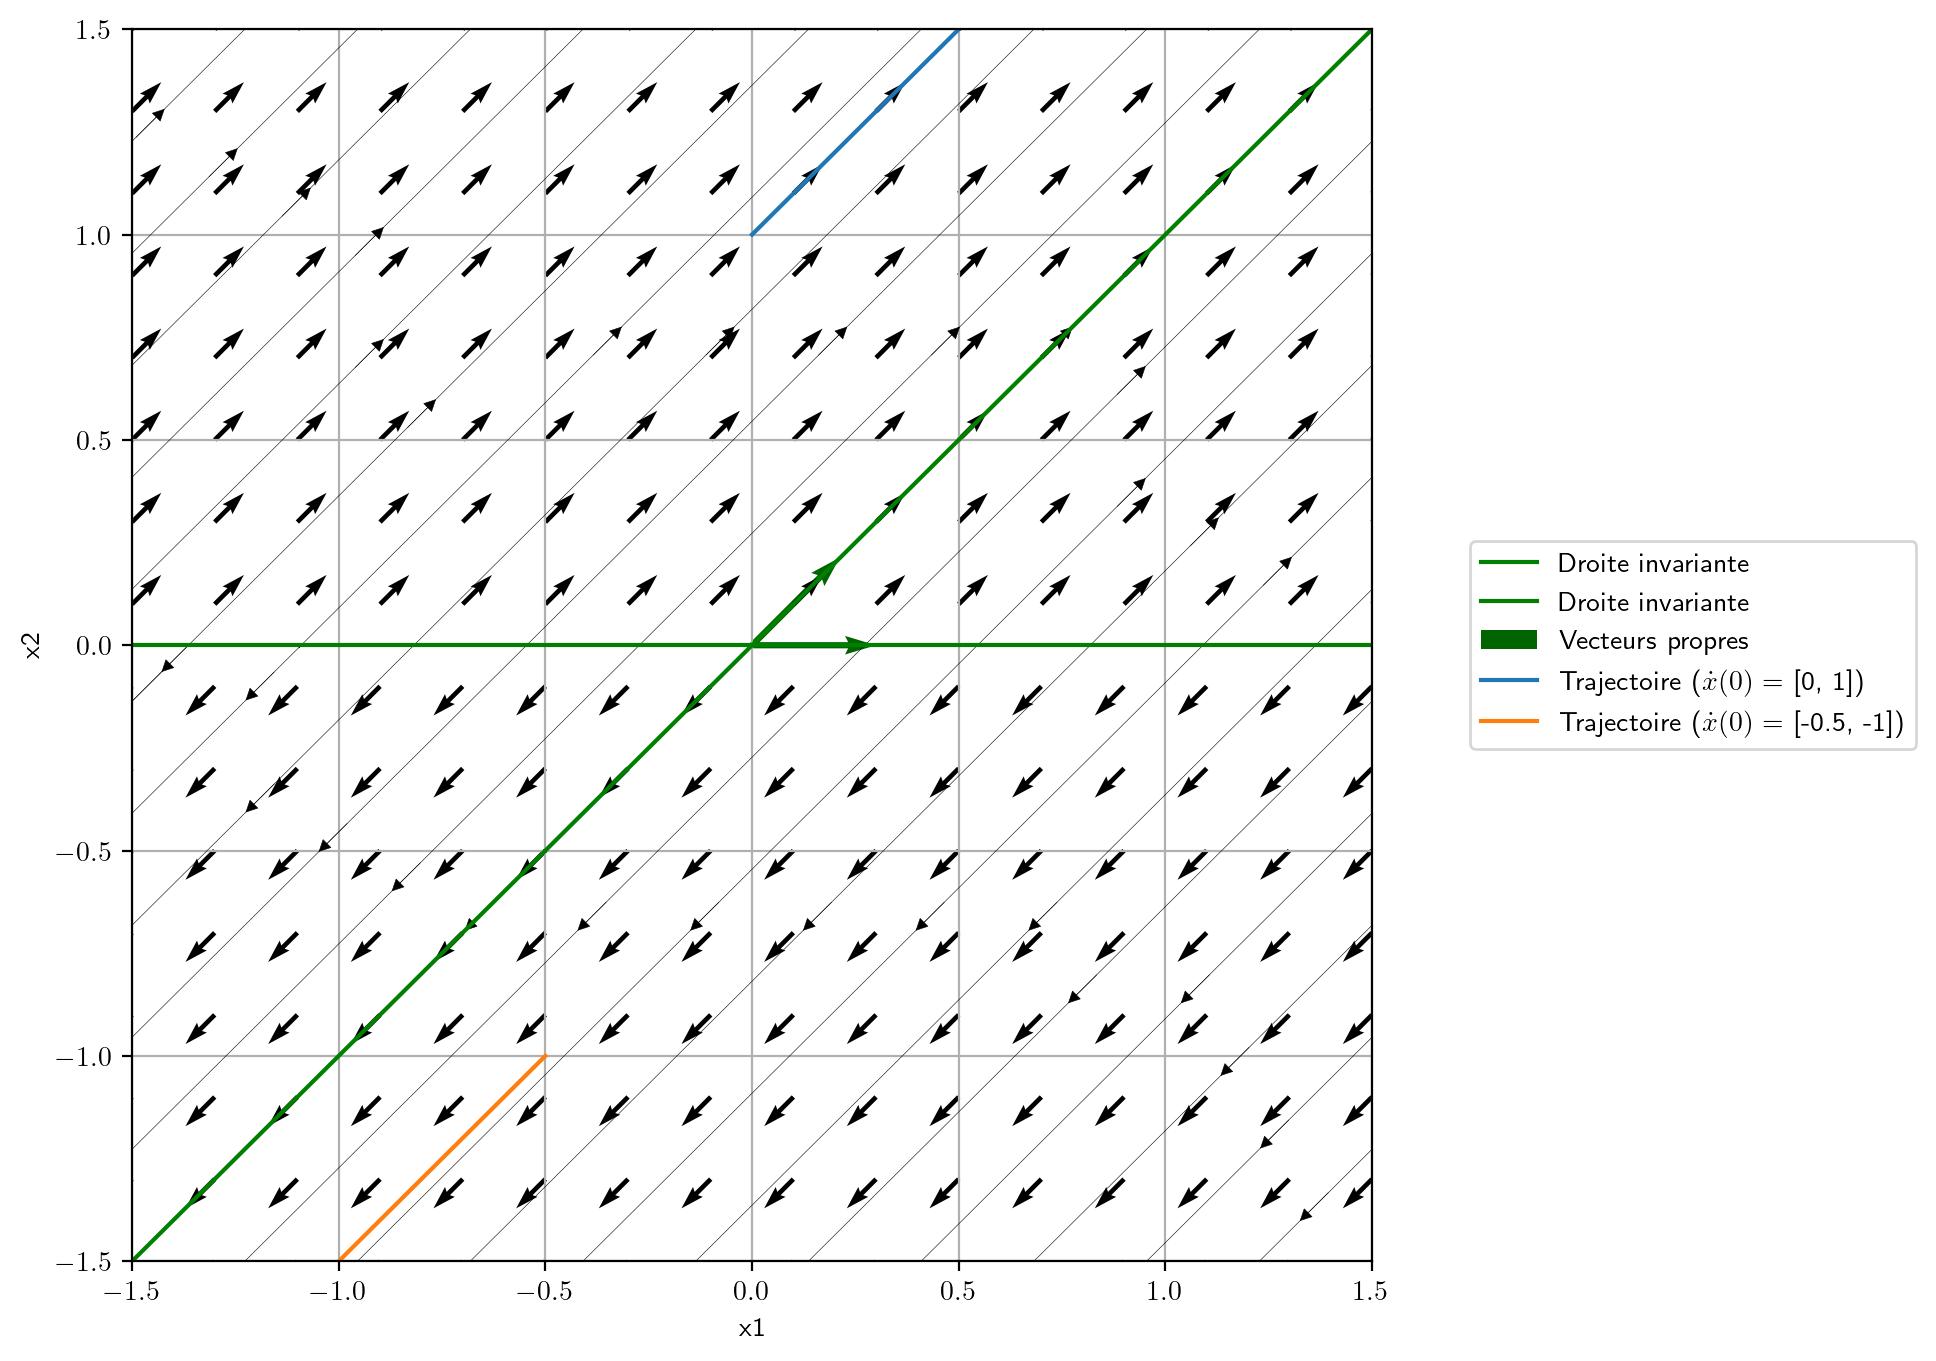 1.5
1.0
0.5
0.0
−0.5
−1.0
−1.5
x2
−1.5 −1.0 −0.5 0.0 0.5 1.0 1.5
x1
Droite invariante
Droite invariante
Vecteurs propres
Trajectoire (ẋ(0) = [0, 1])
Trajectoire (ẋ(0) = [-0.5, -1])